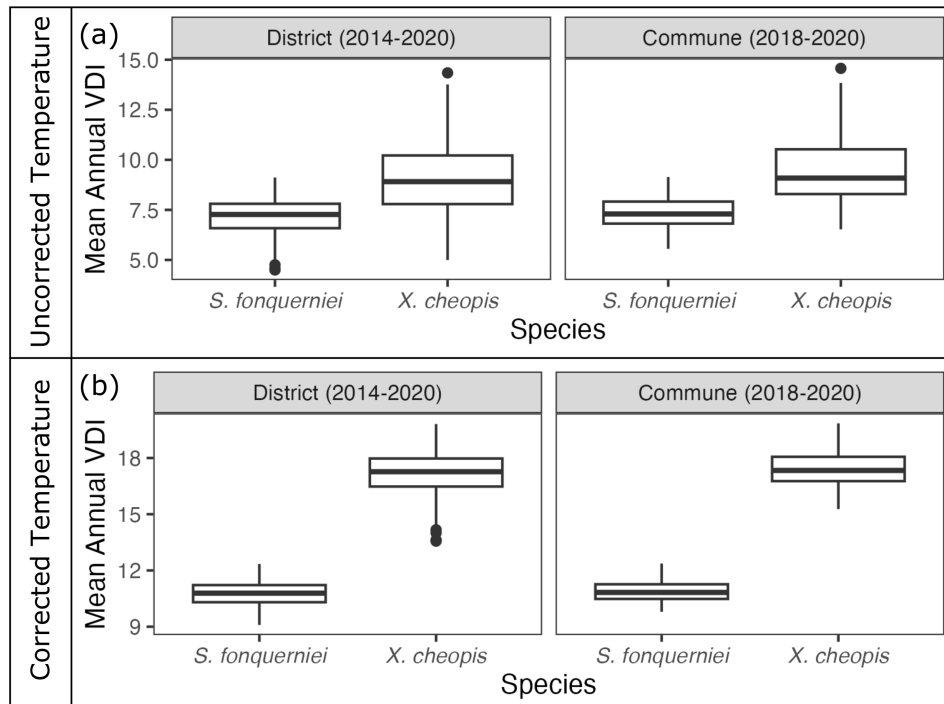 Uncorrected Temperature
(a)
District (2014-2020)
Commune (2018-2020)
Mean Annual VDI
15.0
12.5
10.0
7.5
5.0
S. fonquerniei
X. cheopis
S. fonquerniei
X. cheopis
Species
Corrected Temperature
(b)
District (2014-2020)
Commune (2018-2020)
Mean Annual VDI
18
15
12
9
S. fonquerniei
X. cheopis
S. fonquerniei
X. cheopis
Species